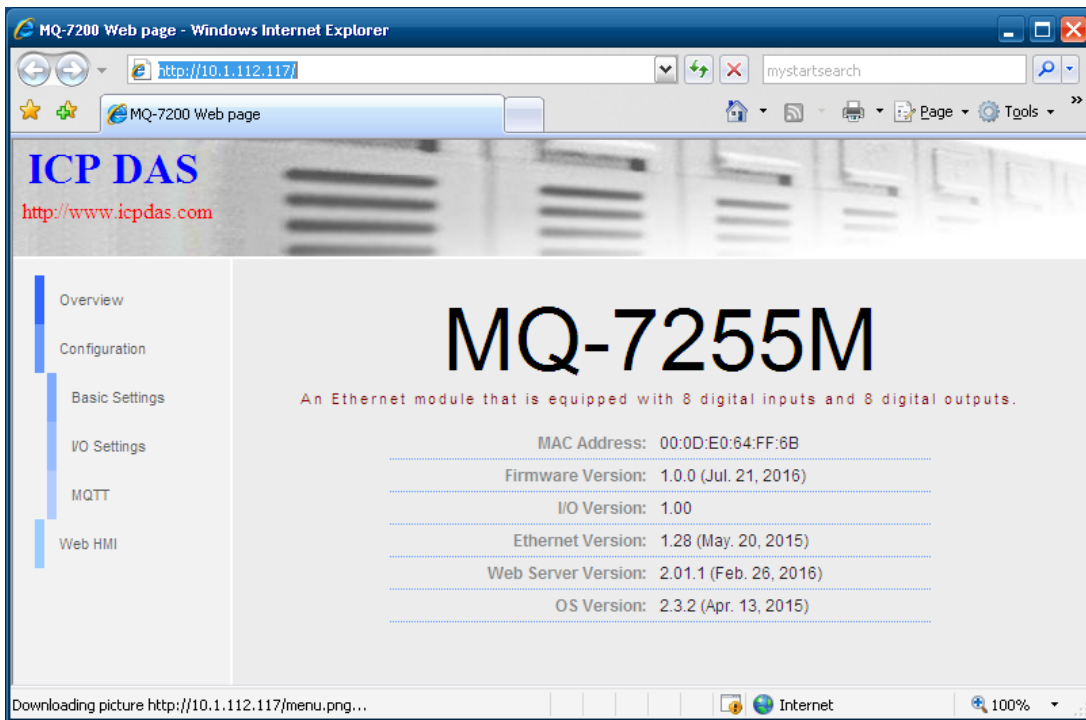 MQ-7200 Web page - Windows Internet Explorer
http://10.1.112.117/
mystartsearch
MQ-7200 Web page
Page
Tools
»
ICP DAS
http://www.icpdas.com
Overview
Configuration
Basic Settings
I/O Settings
MQTT
Web HMI
MQ-7255M
An Ethernet module that is equipped with 8 digital inputs and 8 digital outputs.
MAC Address: 00:0D:E0:64:FF:6B
Firmware Version: 1.0.0 (Jul. 21, 2016)
I/O Version: 1.00
Ethernet Version: 1.28 (May. 20, 2015)
Web Server Version: 2.01.1 (Feb. 26, 2016)
OS Version: 2.3.2 (Apr. 13, 2015)
Downloading picture http://10.1.112.117/menu.png...
Internet
100%